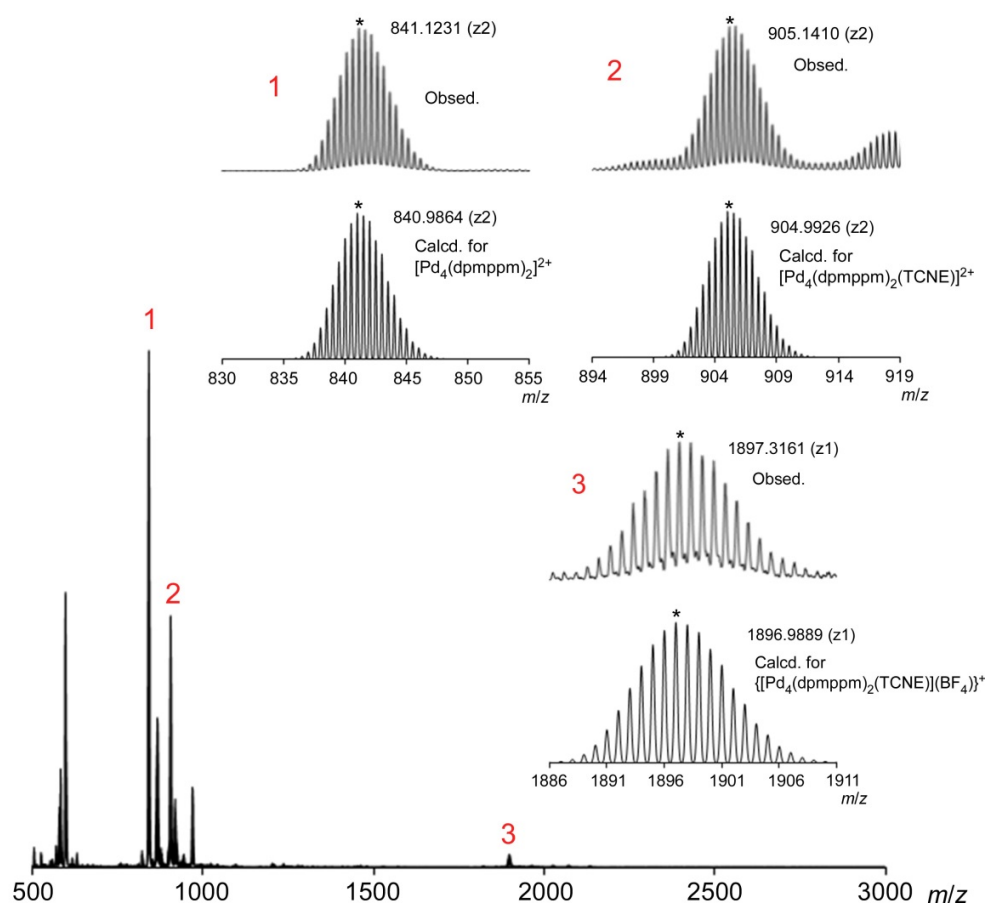 *
841.1231 (z2)
1
Obsed.
*
840.9864 (z2)
Calcd. for
[Pd4(dpmppm)2]2+
830 835 840 845 850 855
m/z
*
905.1410 (z2)
2
Obsed.
*
904.9926 (z2)
Calcd. for
[Pd4(dpmppm)2(TCNE)]2+
894 899 904 909 914 919
m/z
*
1897.3161 (z1)
3
Obsed.
*
1896.9889 (z1)
Calcd. for
{[Pd4(dpmppm)2(TCNE)](BF4)}+
1886 1891 1896 1901 1906 1911
m/z
1
2
3
500 1000 1500 2000 2500 3000 m/z